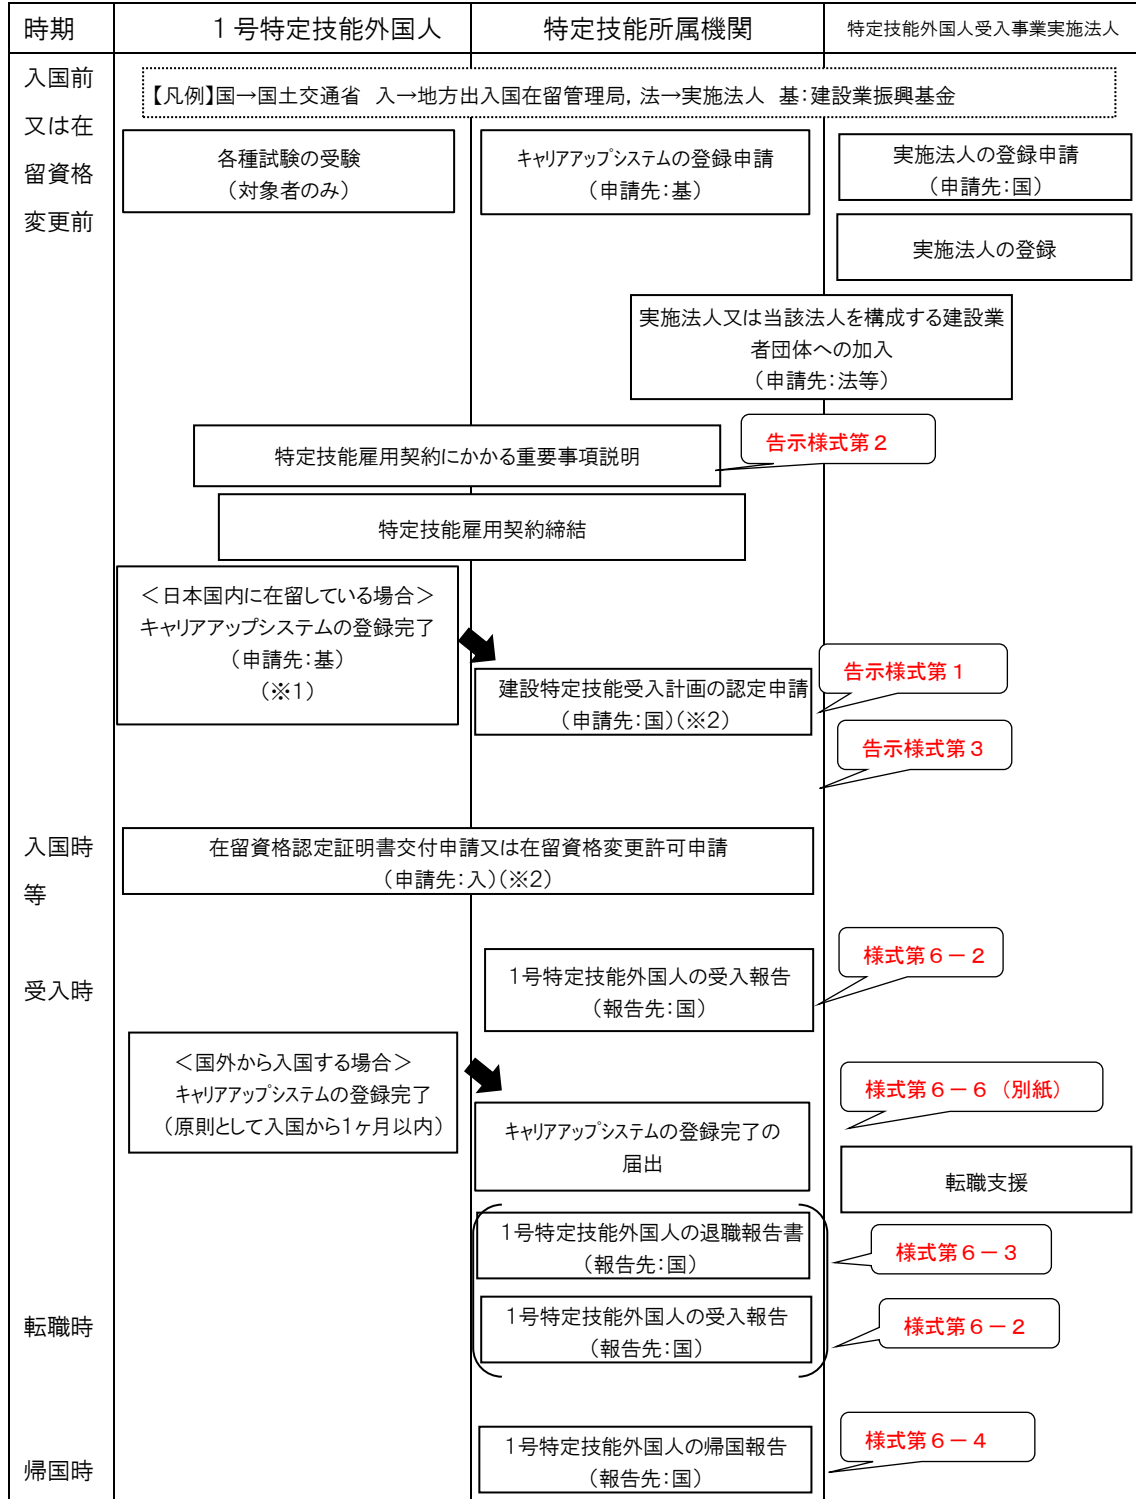 時期
1号特定技能外国人
特定技能所属機関
特定技能外国人受入事業実施法人
入国前
又は在
留資格
変更前
【凡例】国→国土交通省　入→地方出入国在留管理局，法→実施法人　基：建設業振興基金
各種試験の受験
（対象者のみ）
キャリアアップシステムの登録申請
（申請先：基）
実施法人の登録申請
（申請先：国）
実施法人の登録
実施法人又は当該法人を構成する建設業
者団体への加入
（申請先：法等）
告示様式第２
特定技能雇用契約にかかる重要事項説明
特定技能雇用契約締結
＜日本国内に在留している場合＞
キャリアアップシステムの登録完了
（申請先：基）
（※1）
告示様式第１
建設特定技能受入計画の認定申請
（申請先：国）（※2）
告示様式第３
入国時
等
在留資格認定証明書交付申請又は在留資格変更許可申請
（申請先：入）（※2）
様式第６－２
受入時
1号特定技能外国人の受入報告
（報告先：国）
＜国外から入国する場合＞
キャリアアップシステムの登録完了
（原則として入国から1ヶ月以内）
様式第６－６（別紙）
キャリアアップシステムの登録完了の
届出
転職支援
1号特定技能外国人の退職報告書
（報告先：国）
様式第６－３
転職時
1号特定技能外国人の受入報告
（報告先：国）
様式第６－２
帰国時
1号特定技能外国人の帰国報告
（報告先：国）
様式第６－４